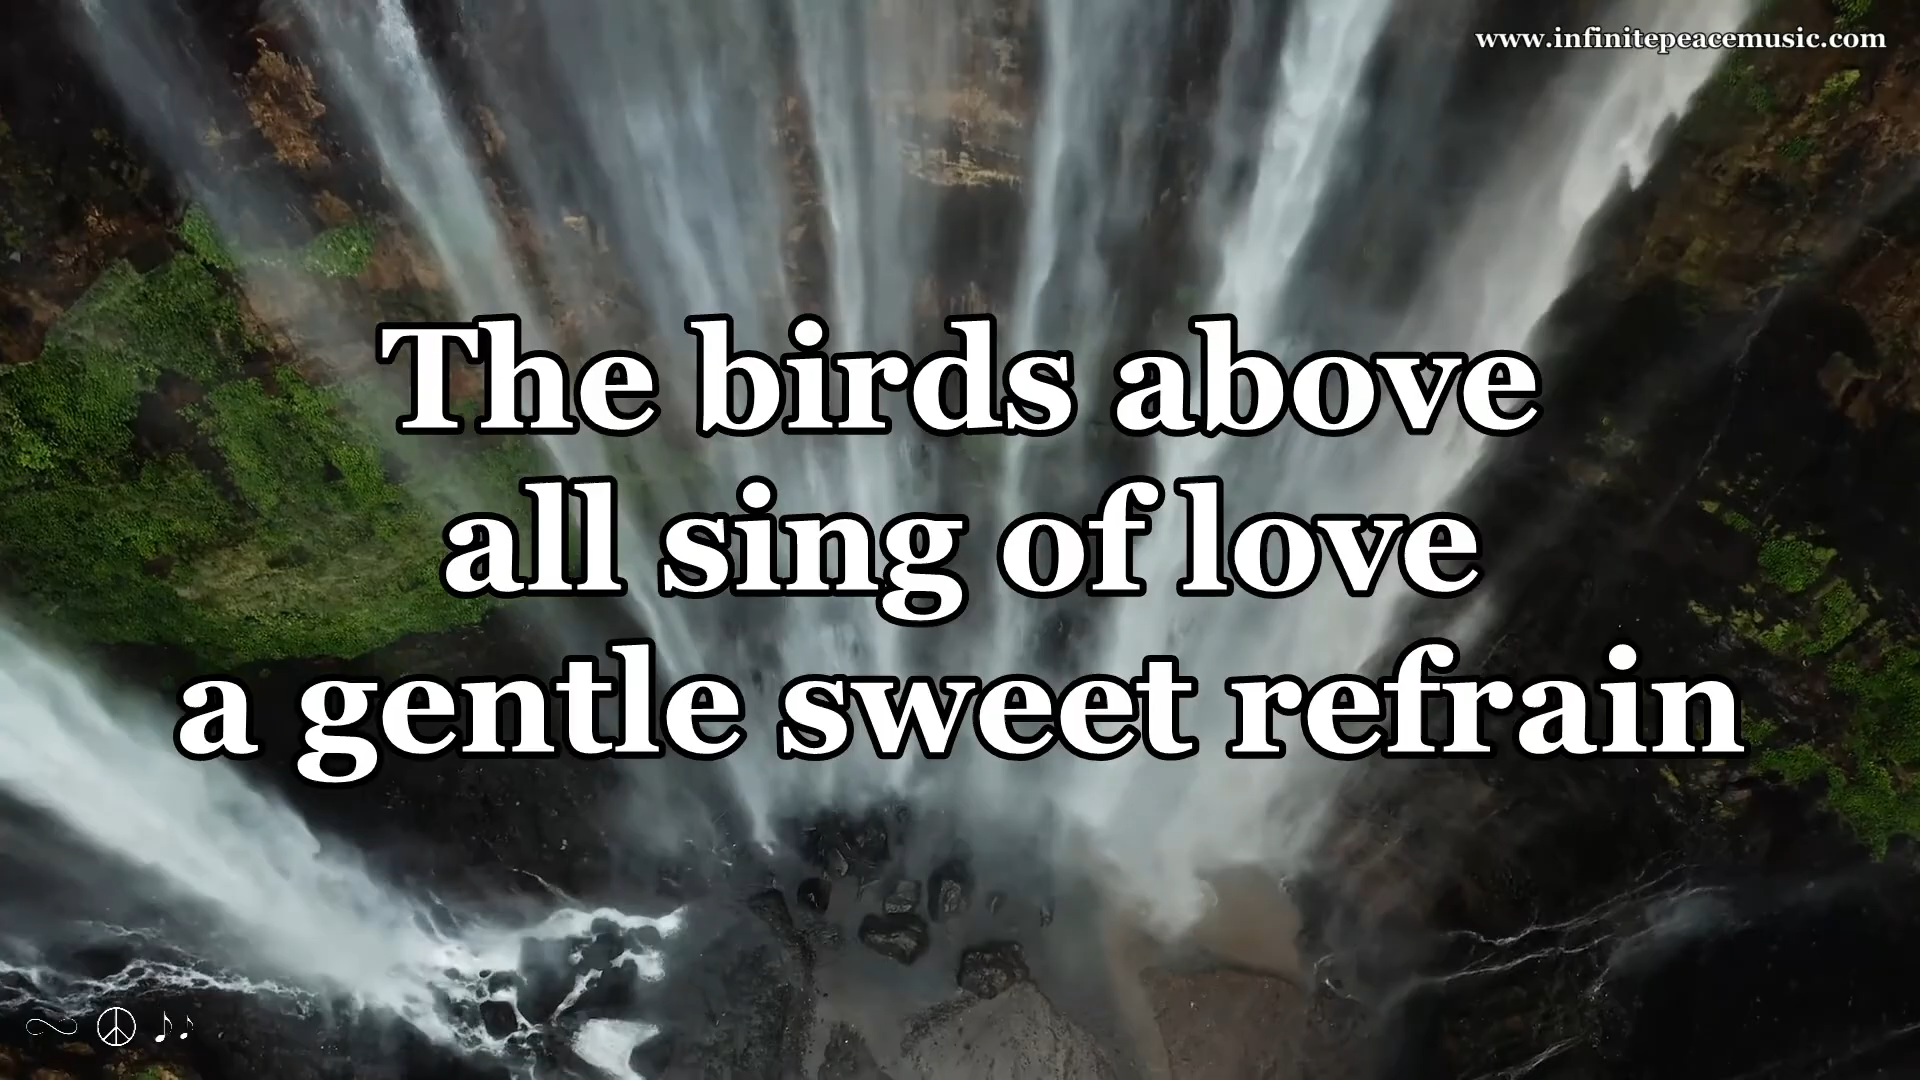 www.infinitepeacemusic.com
The birds above
all sing of love
a gentle sweet refrain